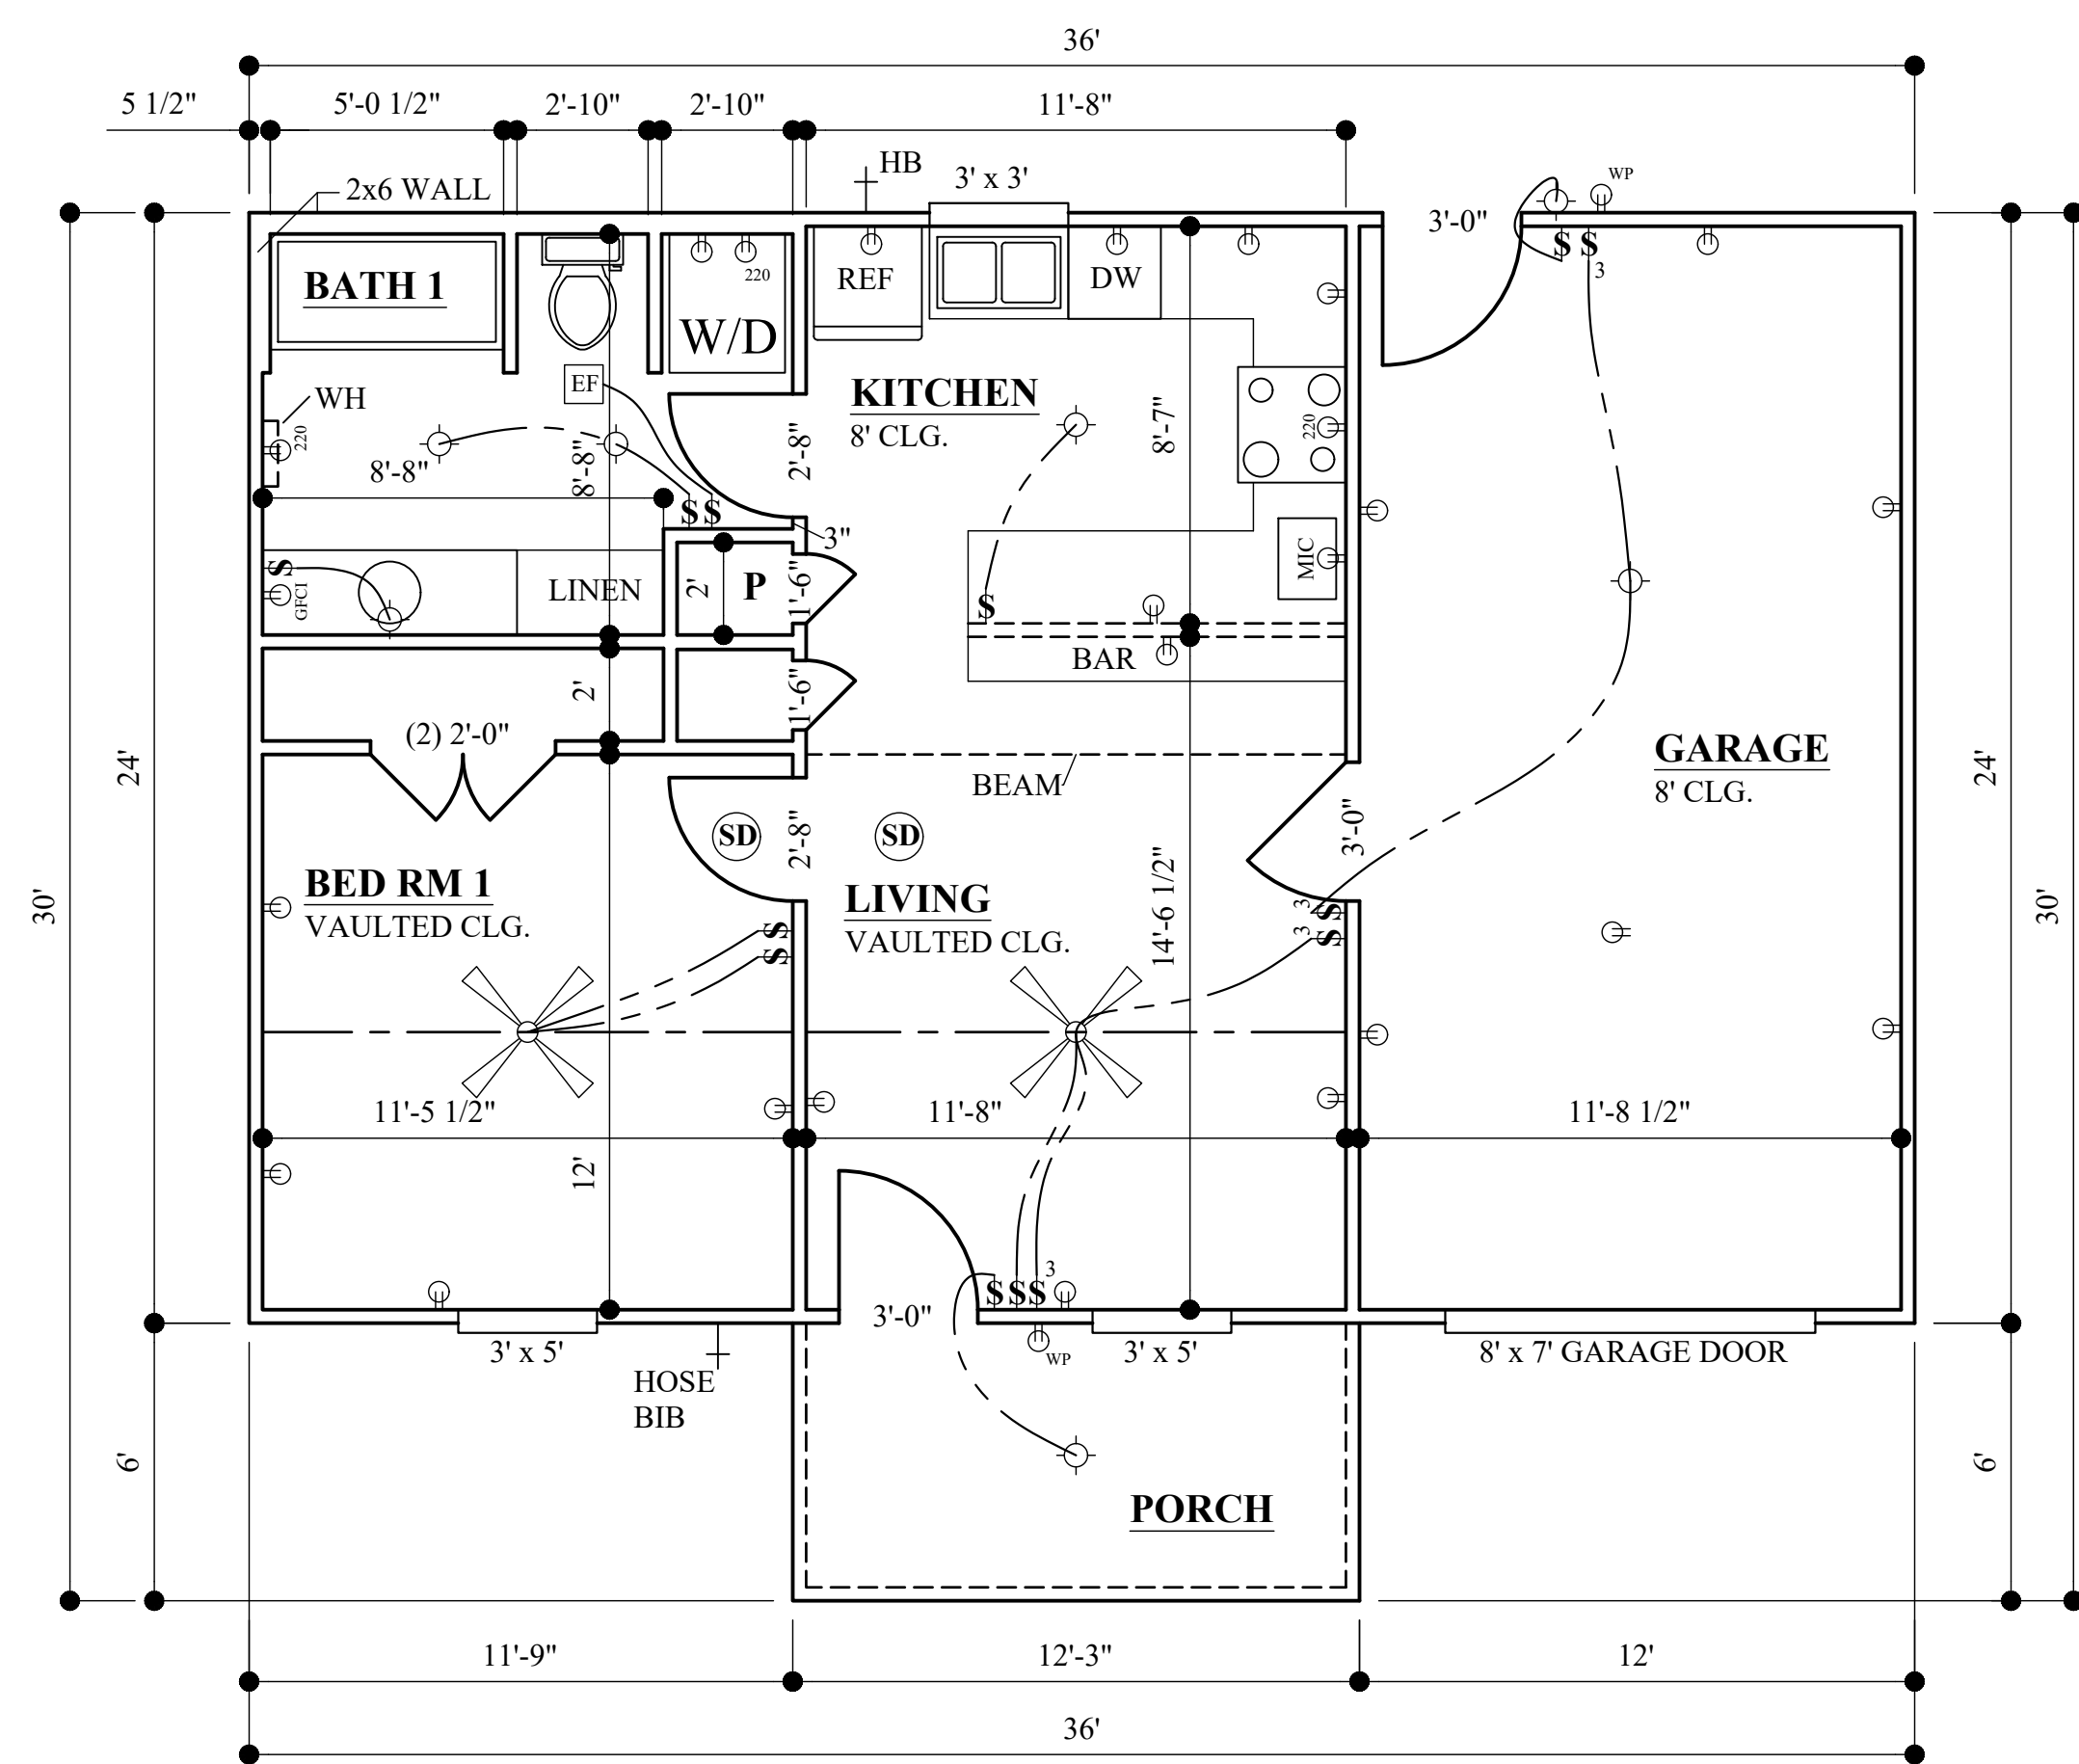 36'
5 1/2"
5'-0 1/2"
2'-10"
2'-10"
11'-8"
HB
3' x 3'
WP
2x6 WALL
3'-0"
$ $
3
BATH 1
220
REF
DW
W/D
EF
WH
KITCHEN
8' CLG.
220
8'-8"
8'-8"
2'-8"
8'-7"
220
$$
3"
MIC
S
GFCI
LINEN
2'
P
1'-6"
$
BAR
2'
1'-6"
(2) 2'-0"
BEAM
GARAGE
8' CLG.
24'
24'
30'
30'
SD
2'-8"
SD
3'-0"
BED RM 1
VAULTED CLG.
LIVING
VAULTED CLG.
14'-6 1/2"
3
$
3
$
$
$
11'-5 1/2"
11'-8"
11'-8 1/2"
12'
3'-0"
$ $$
3
WP
3' x 5'
3' x 5'
8' x 7' GARAGE DOOR
HOSE
BIB
6'
6'
PORCH
11'-9"
12'-3"
12'
36'